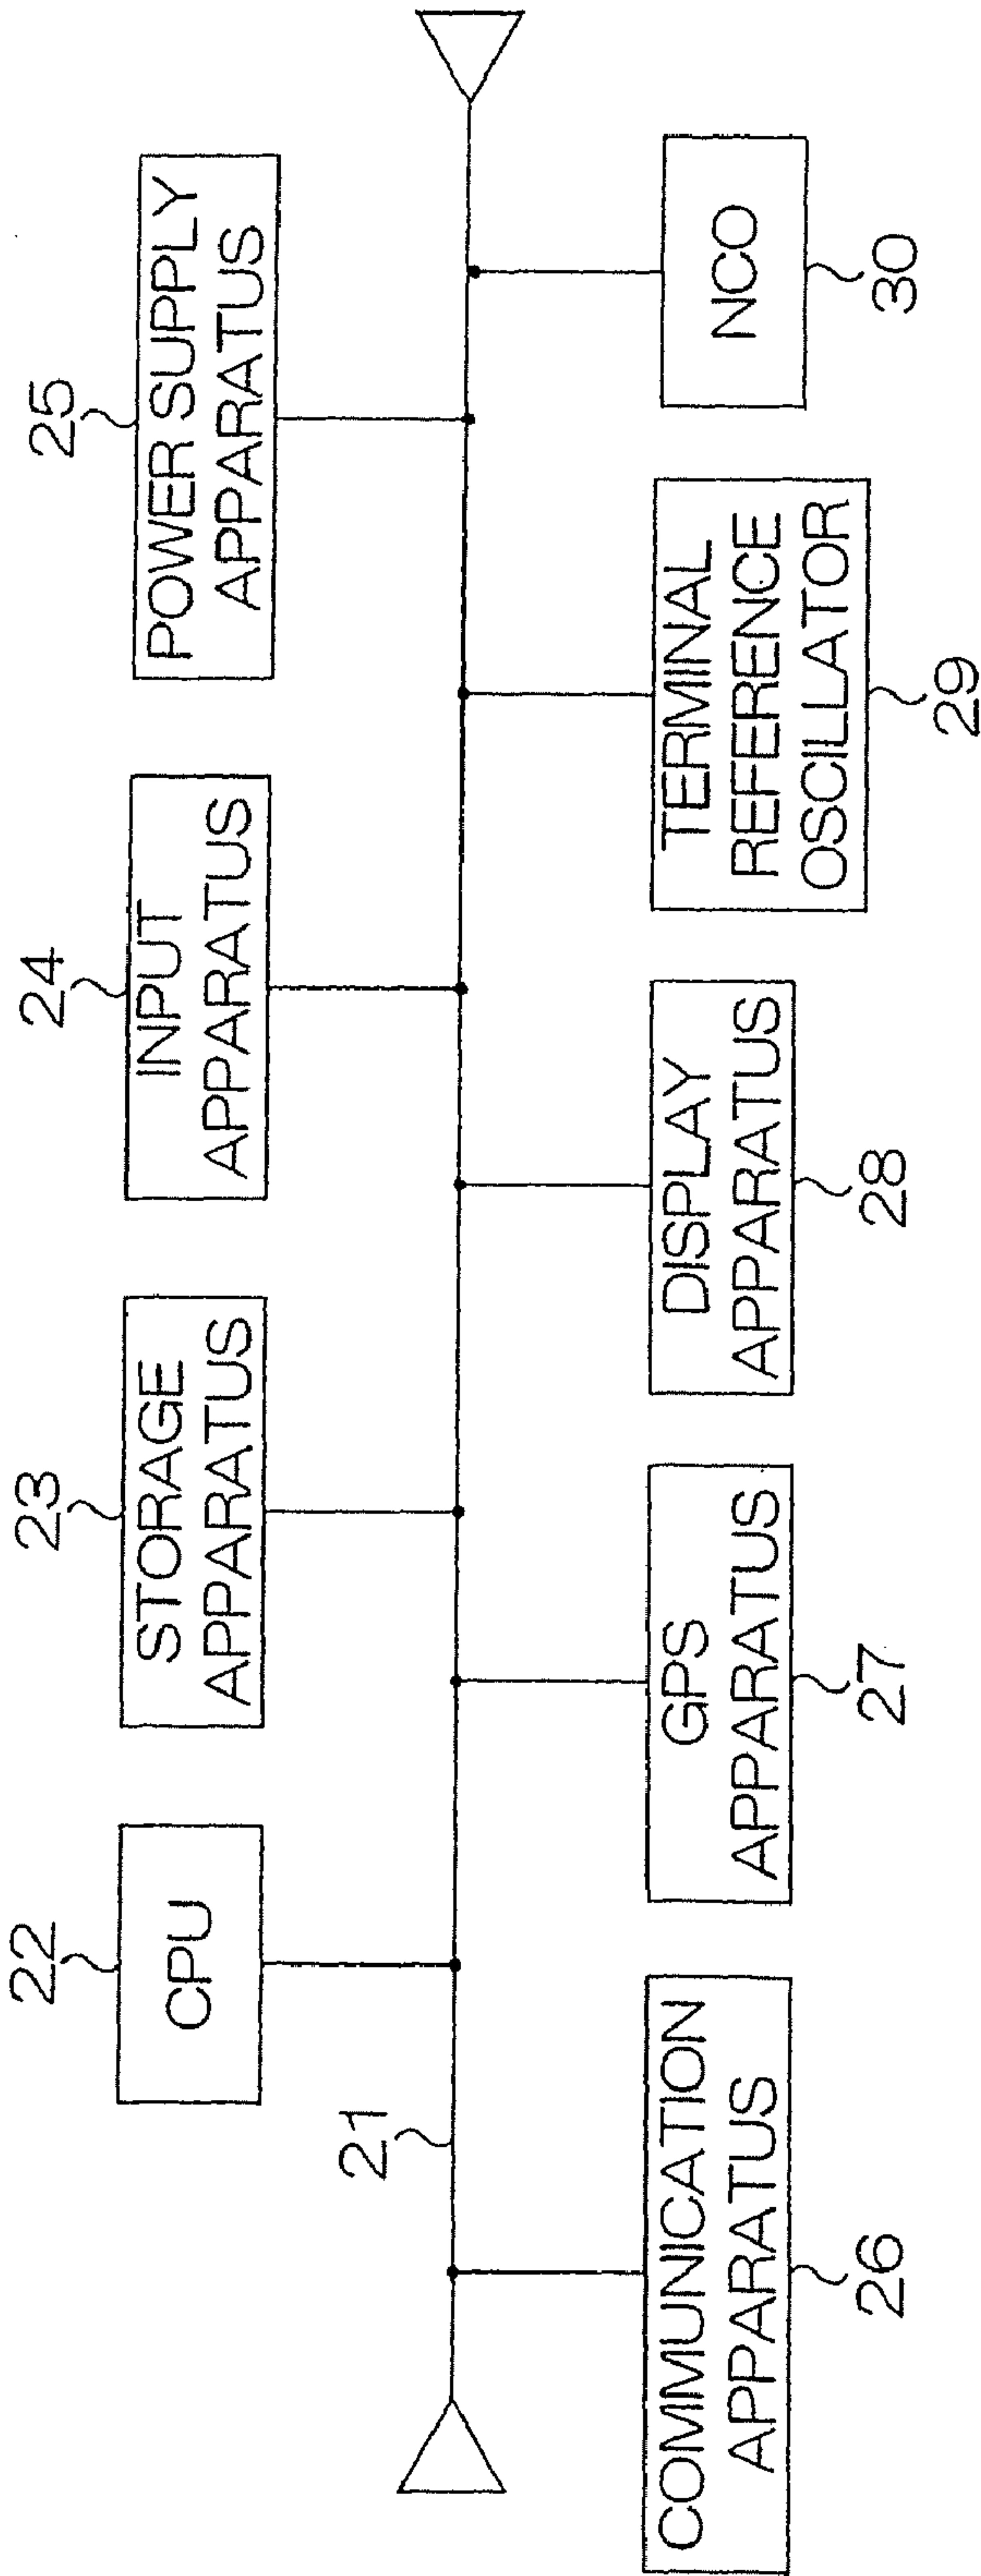 22
CPU
23
STORAGE
APPARATUS
24
INPUT
APPARATUS
25
POWER SUPPLY
APPARATUS
21
COMMUNICATION
APPARATUS
26
GPS
APPARATUS
27
DISPLAY
APPARATUS
28
TERMINAL
REFERENCE
OSCILLATOR
29
NCO
30